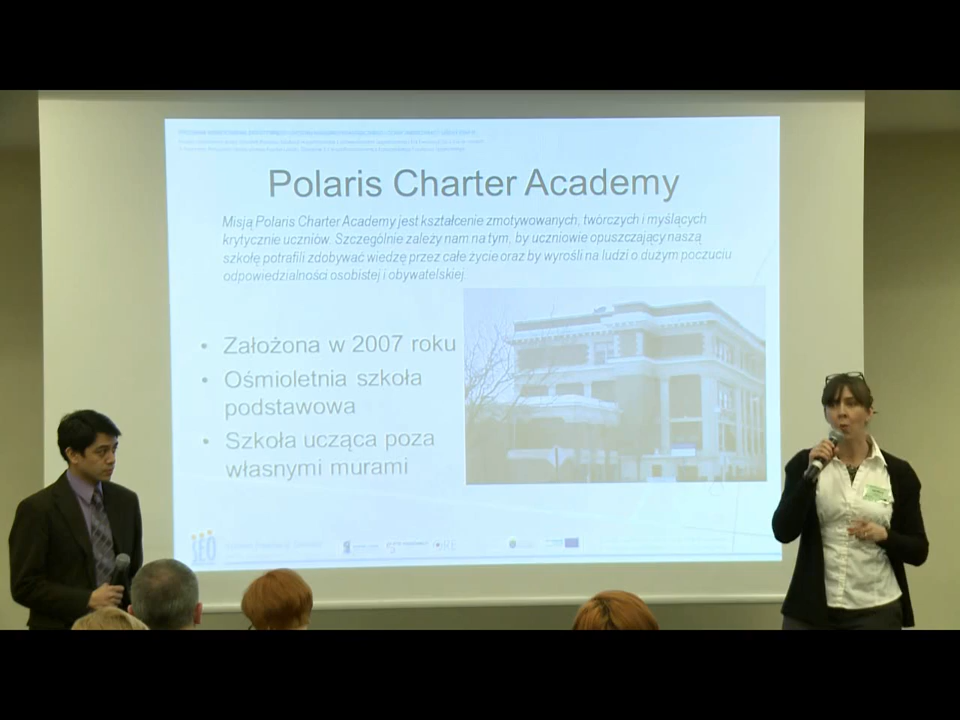 Polaris Charter Academy
Misją Polaris Charter Academy jest kształcenie zmotywowanych, twórczych i myślących
krytycznie uczniów. Szczególnie zależy nam na tym, by uczniowie opuszczający naszą
szkołę potrafili zdobywać wiedzę przez całe życie oraz by wyrośli na ludzi o dużym poczuciu
odpowiedzialności osobistej i obywatelskiej.
• Założona w 2007 roku
• Ośmioletnia szkoła
podstawowa
• Szkoła ucząca poza
własnymi murami
SEO